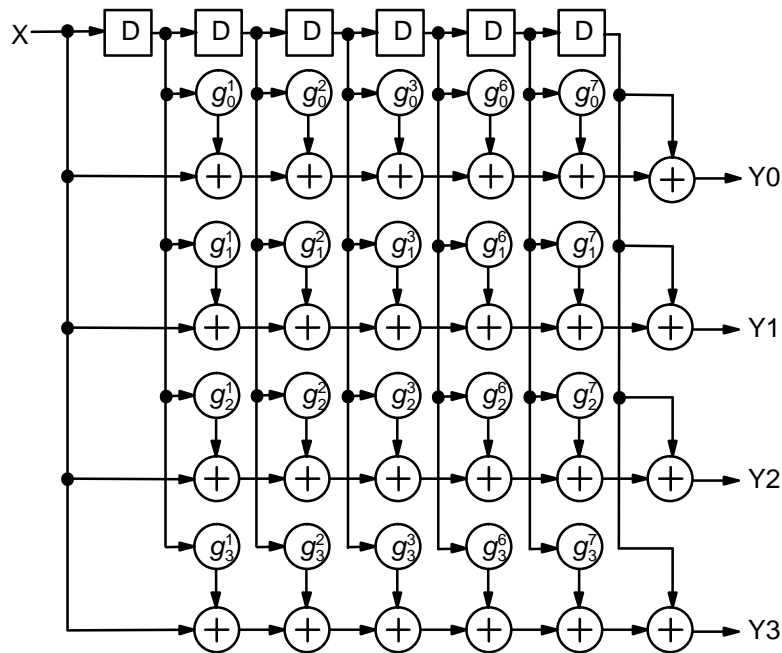 X D D D D D D
g₀¹ g₀² g₀³ g₀⁶ g₀⁷
Y0
g₁¹ g₁² g₁³ g₁⁶ g₁⁷
Y1
g₂¹ g₂² g₂³ g₂⁶ g₂⁷
Y2
g₃¹ g₃² g₃³ g₃⁶ g₃⁷
Y3